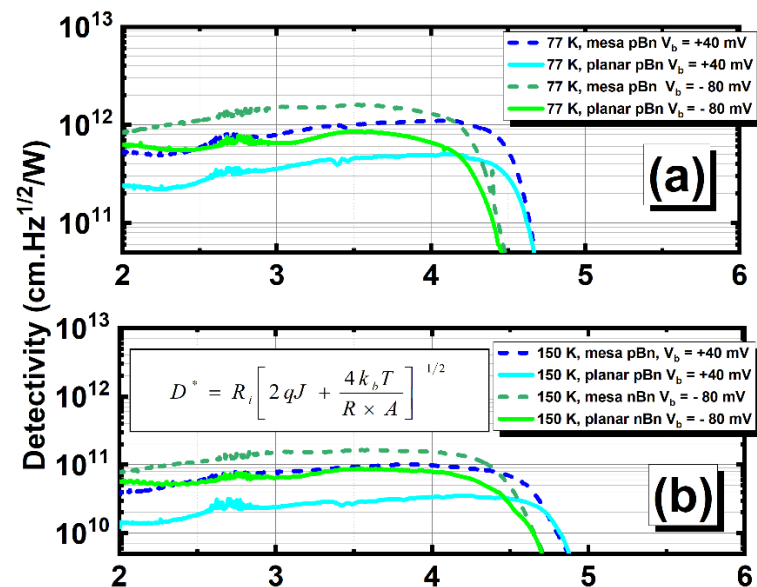 10^13
10^12
10^11
77 K, mesa pBn V_b = +40 mV
77 K, planar pBn V_b = +40 mV
77 K, mesa pBn V_b = - 80 mV
77 K, planar pBn V_b = - 80 mV
(a)
2 3 4 5 6
Detectivity (cm.Hz^1/2/W)
10^13
10^12
10^11
10^10
D* = R_i [2qJ + 4k_bT / R × A]^1/2
150 K, mesa pBn, V_b = +40 mV
150 K, planar pBn V_b = +40 mV
150 K, mesa nBn V_b = - 80 mV
150 K, planar nBn V_b = - 80 mV
(b)
2 3 4 5 6